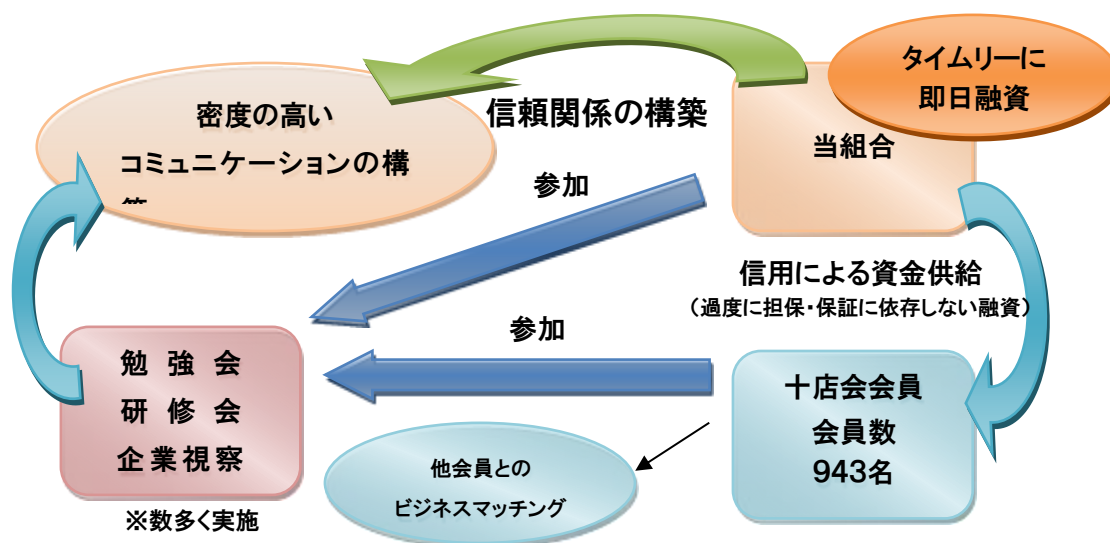 タイムリーに
即日融資
密度の高い
コミュニケーションの構
信頼関係の構築
当組合
参加
信用による資金供給
（過度に担保・保証に依存しない融資）
参加
勉強会
研修会
企業視察
※数多く実施
十店会会員
会員数
943名
他会員との
ビジネスマッチング